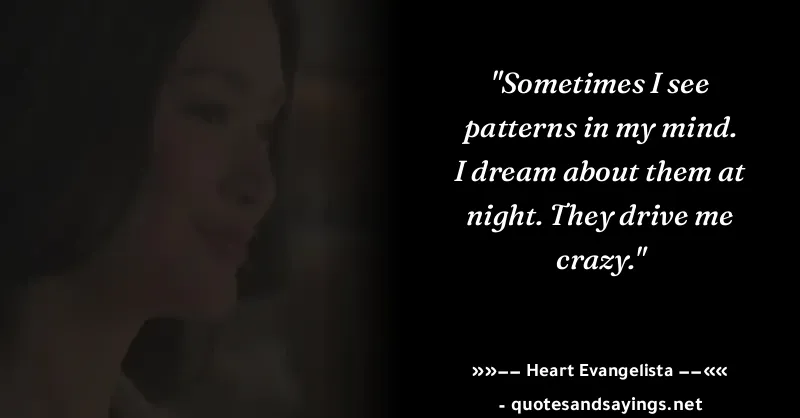 "Sometimes I see
patterns in my mind.
I dream about them at
night. They drive me
crazy."
»»−− Heart Evangelista −−««
- quotesandsayings.net